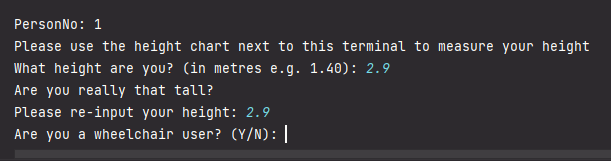 PersonNo: 1
Please use the height chart next to this terminal to measure your height
What height are you? (in metres e.g. 1.40): 2.9
Are you really that tall?
Please re-input your height: 2.9
Are you a wheelchair user? (Y/N):